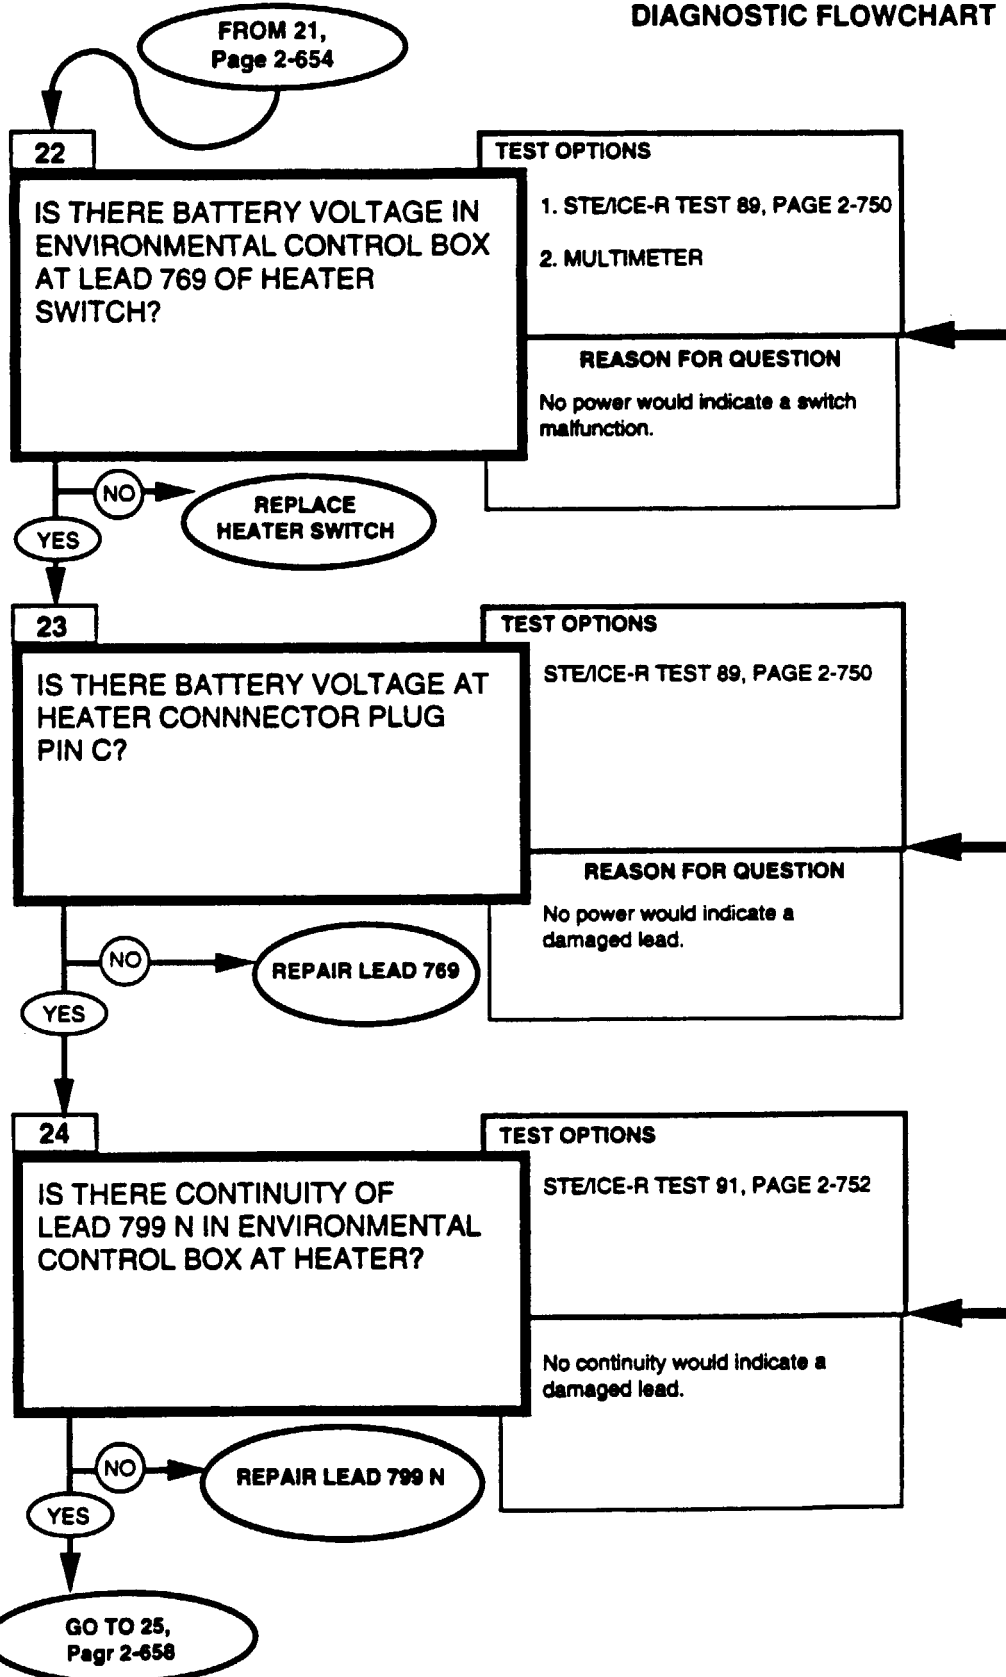 DIAGNOSTIC FLOWCHART
FROM 21,
Page 2-654
22
IS THERE BATTERY VOLTAGE IN
ENVIRONMENTAL CONTROL BOX
AT LEAD 769 OF HEATER
SWITCH?
TEST OPTIONS
1. STE/ICE-R TEST 89, PAGE 2-750
2. MULTIMETER
REASON FOR QUESTION
No power would indicate a switch
malfunction.
NO
REPLACE
HEATER SWITCH
YES
23
IS THERE BATTERY VOLTAGE AT
HEATER CONNNECTOR PLUG
PIN C?
TEST OPTIONS
STE/ICE-R TEST 89, PAGE 2-750
REASON FOR QUESTION
No power would indicate a
damaged lead.
NO
REPAIR LEAD 769
YES
24
IS THERE CONTINUITY OF
LEAD 799 N IN ENVIRONMENTAL
CONTROL BOX AT HEATER?
TEST OPTIONS
STE/ICE-R TEST 91, PAGE 2-752
No continuity would indicate a
damaged lead.
NO
REPAIR LEAD 799 N
YES
GO TO 25,
Pagr 2-658